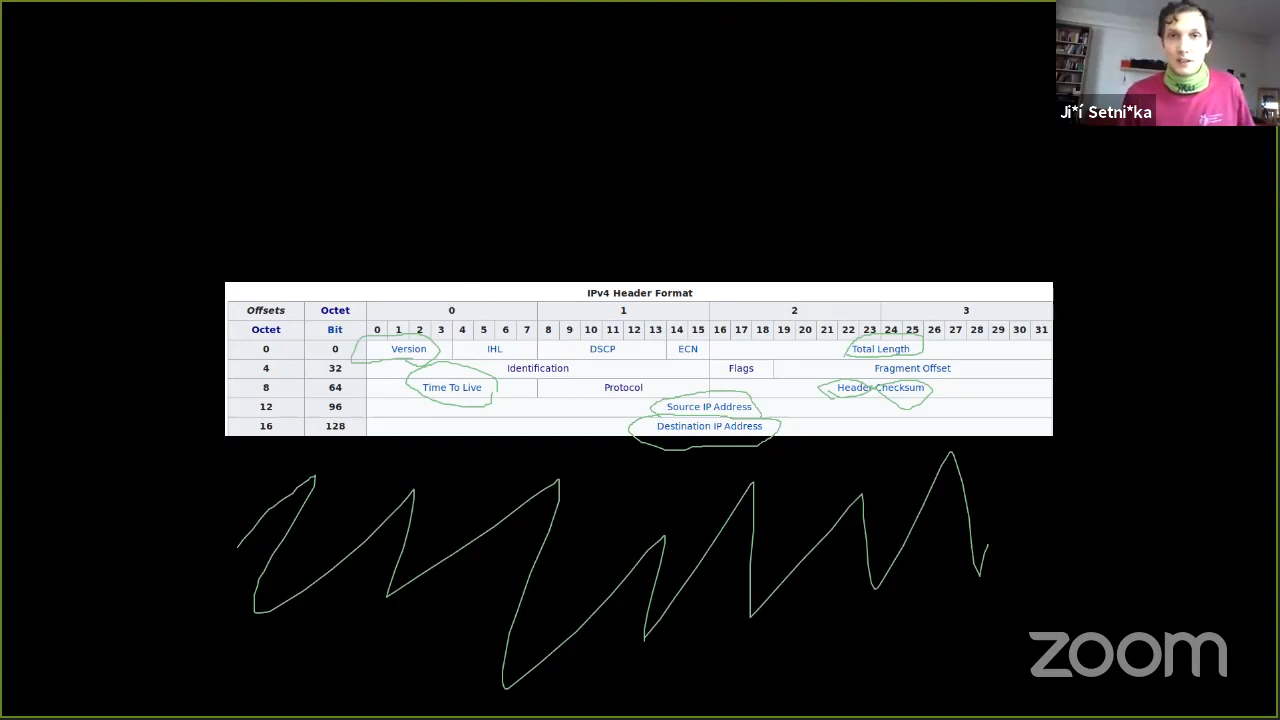 Ji*í Setni*ka
IPv4 Header Format
Offsets Octet 0 1 2 3
Octet Bit 0 1 2 3 4 5 6 7 8 9 10 11 12 13 14 15 16 17 18 19 20 21 22 23 24 25 26 27 28 29 30 31
0 0 Version IHL DSCP ECN Total Length
4 32 Identification Flags Fragment Offset
8 64 Time To Live Protocol Header Checksum
12 96 Source IP Address
16 128 Destination IP Address
zoom